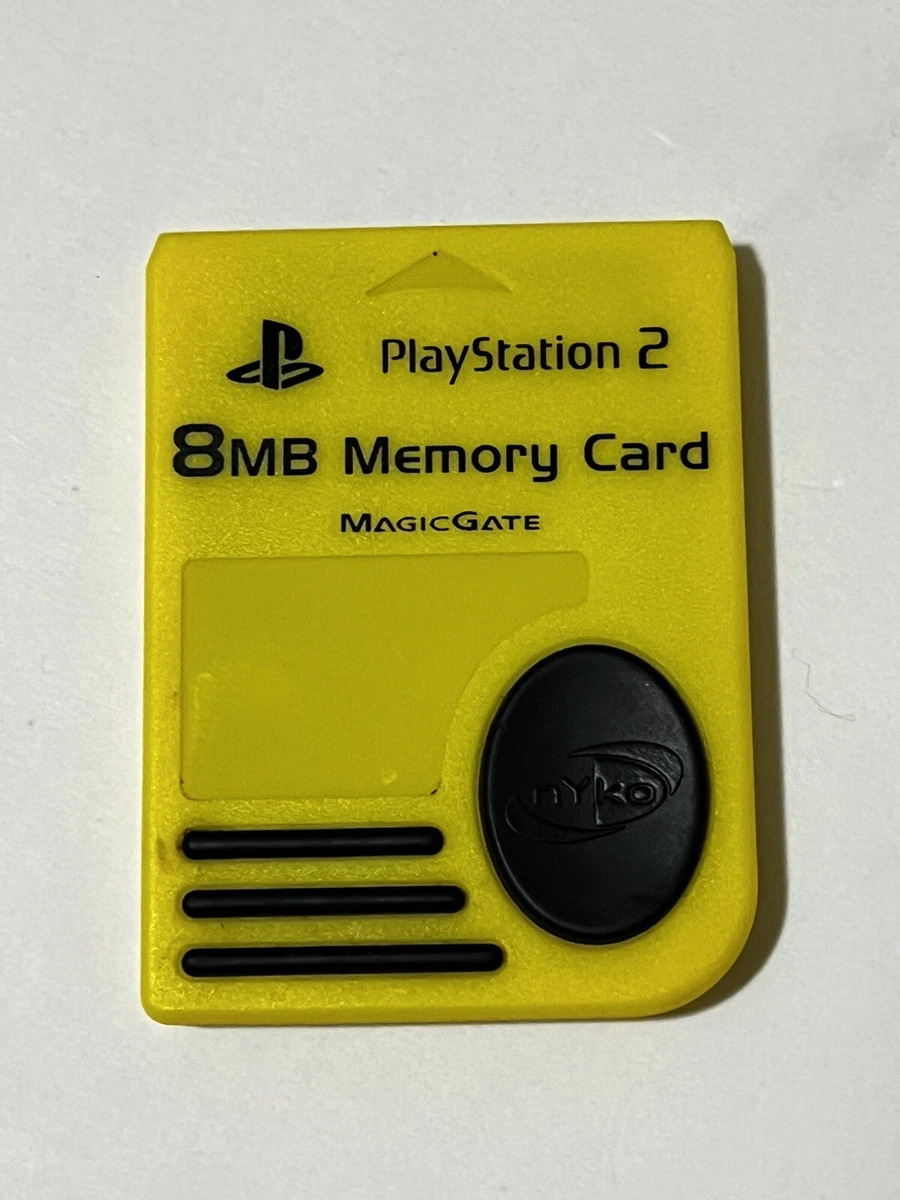 PlayStation 2
8MB Memory Card
MAGICGATE
nYko